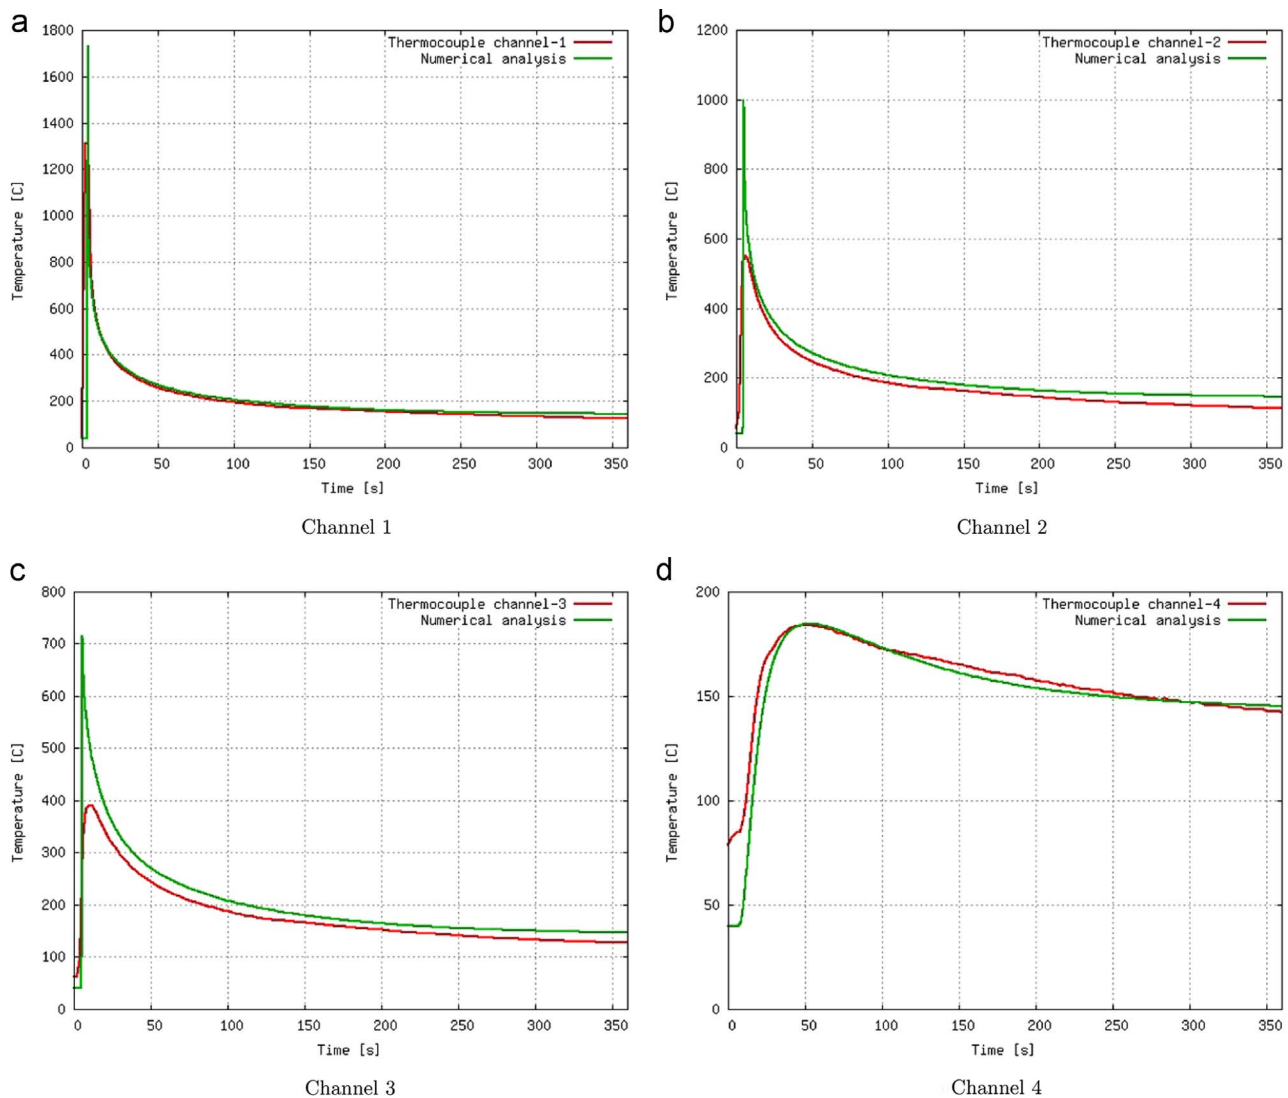 a
1800
1600
1400
1200
1000
800
600
400
200
0
Temperature [C]
Thermocouple channel-1
Numerical analysis
0 50 100 150 200 250 300 350
Time [s]
Channel 1
b
1200
1000
800
600
400
200
0
Temperature [C]
Thermocouple channel-2
Numerical analysis
0 50 100 150 200 250 300 350
Time [s]
Channel 2
c
800
700
600
500
400
300
200
100
0
Temperature [C]
Thermocouple channel-3
Numerical analysis
0 50 100 150 200 250 300 350
Time [s]
Channel 3
d
200
150
100
50
0
Temperature [C]
Thermocouple channel-4
Numerical analysis
0 50 100 150 200 250 300 350
Time [s]
Channel 4